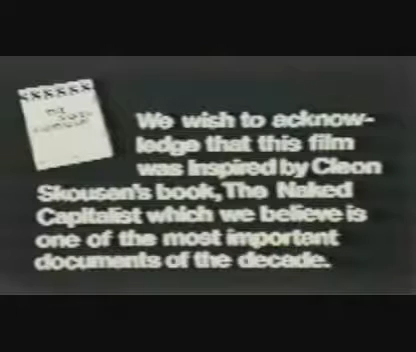 We wish to acknow-
ledge that this film
was inspired by Cleon
Skousen's book, The Naked
Capitalist which we believe is
one of the most important
documents of the decade.